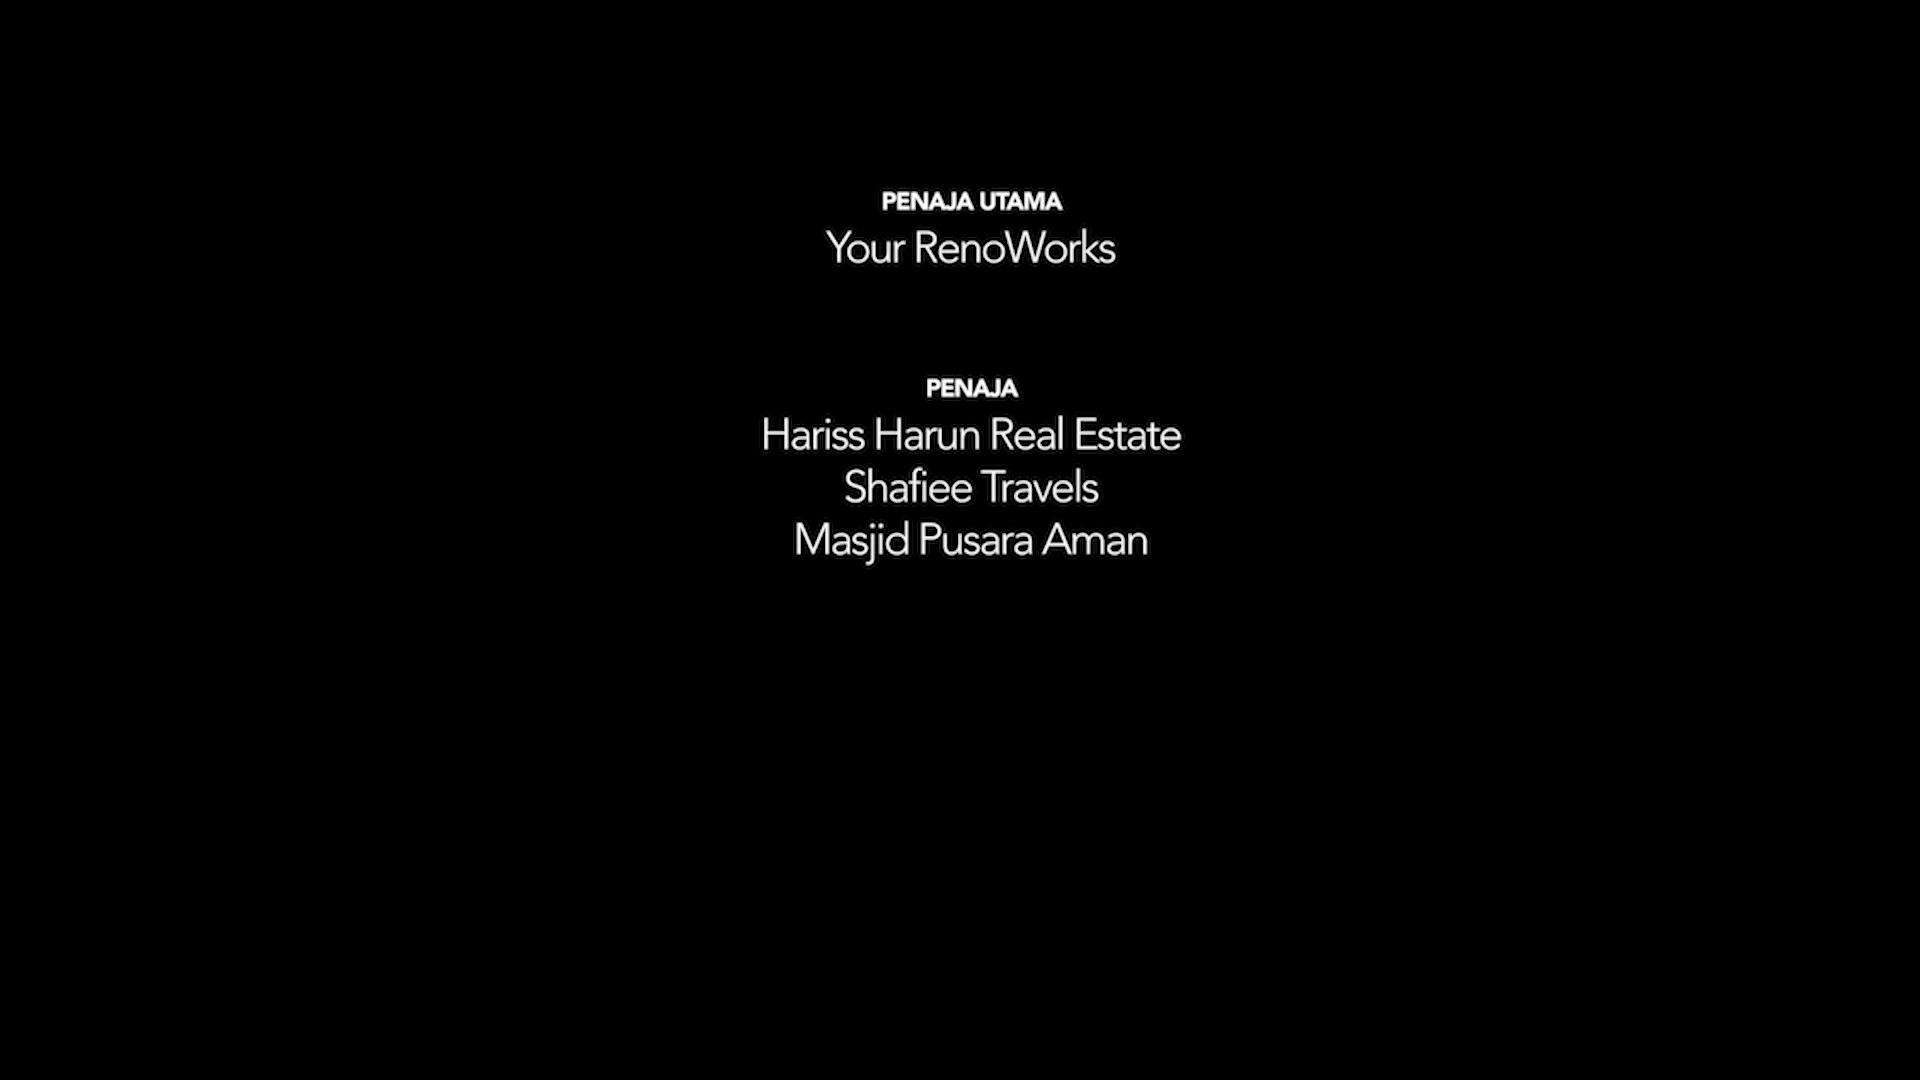 PENAJA UTAMA
Your RenoWorks
PENAJA
Hariss Harun Real Estate
Shafiee Travels
Masjid Pusara Aman